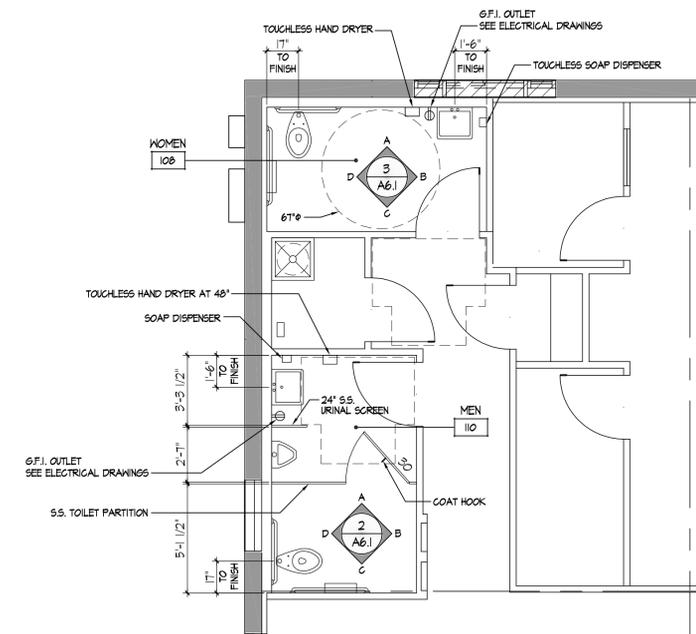 G.F.I. OUTLET
SEE ELECTRICAL DRAWINGS
TOUCHLESS HAND DRYER
17"
TO
FINISH
1'-6"
TO
FINISH
TOUCHLESS SOAP DISPENSER
WOMEN
108
A
3
D
B
A6.1
C
67"Φ
TOUCHLESS HAND DRYER AT 48"
SOAP DISPENSER
3'-3 1/2"
1'-6"
TO
FINISH
24" S.S.
URINAL SCREEN
MEN
110
2'-7"
30
G.F.I. OUTLET
SEE ELECTRICAL DRAWINGS
COAT HOOK
S.S. TOILET PARTITION
A
2
D
B
A6.1
C
5'-1 1/2"
17"
TO
FINISH